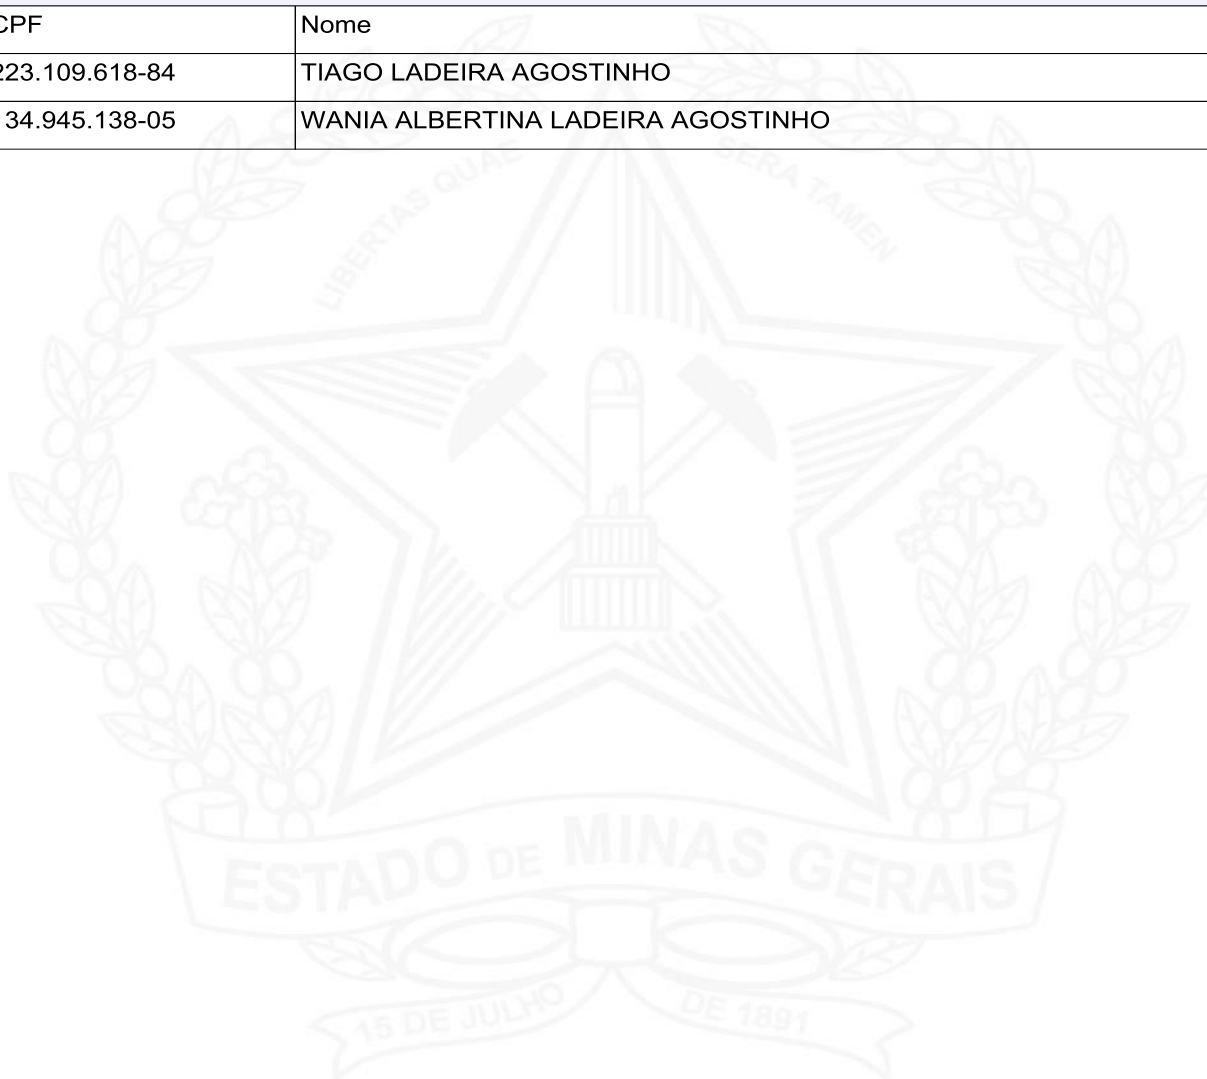 CPF Nome
223.109.618-84 TIAGO LADEIRA AGOSTINHO
34.945.138-05 WANIA ALBERTINA LADEIRA AGOSTINHO
LIBERTAS QUAE SERA TAMEN
ESTADO DE MINAS GERAIS
15 DE JULHO DE 1891